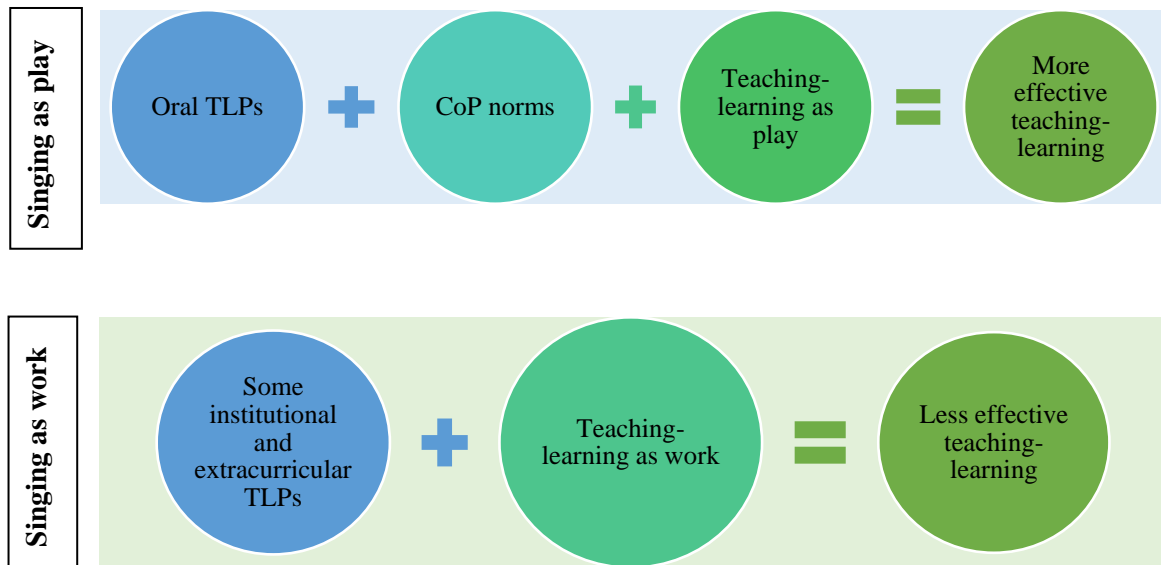 Singing as play
Oral TLPs
CoP norms
Teaching-
learning as
play
More
effective
teaching-
learning
Singing as work
Some
institutional
and
extracurricular
TLPs
Teaching-
learning as work
Less effective
teaching-
learning